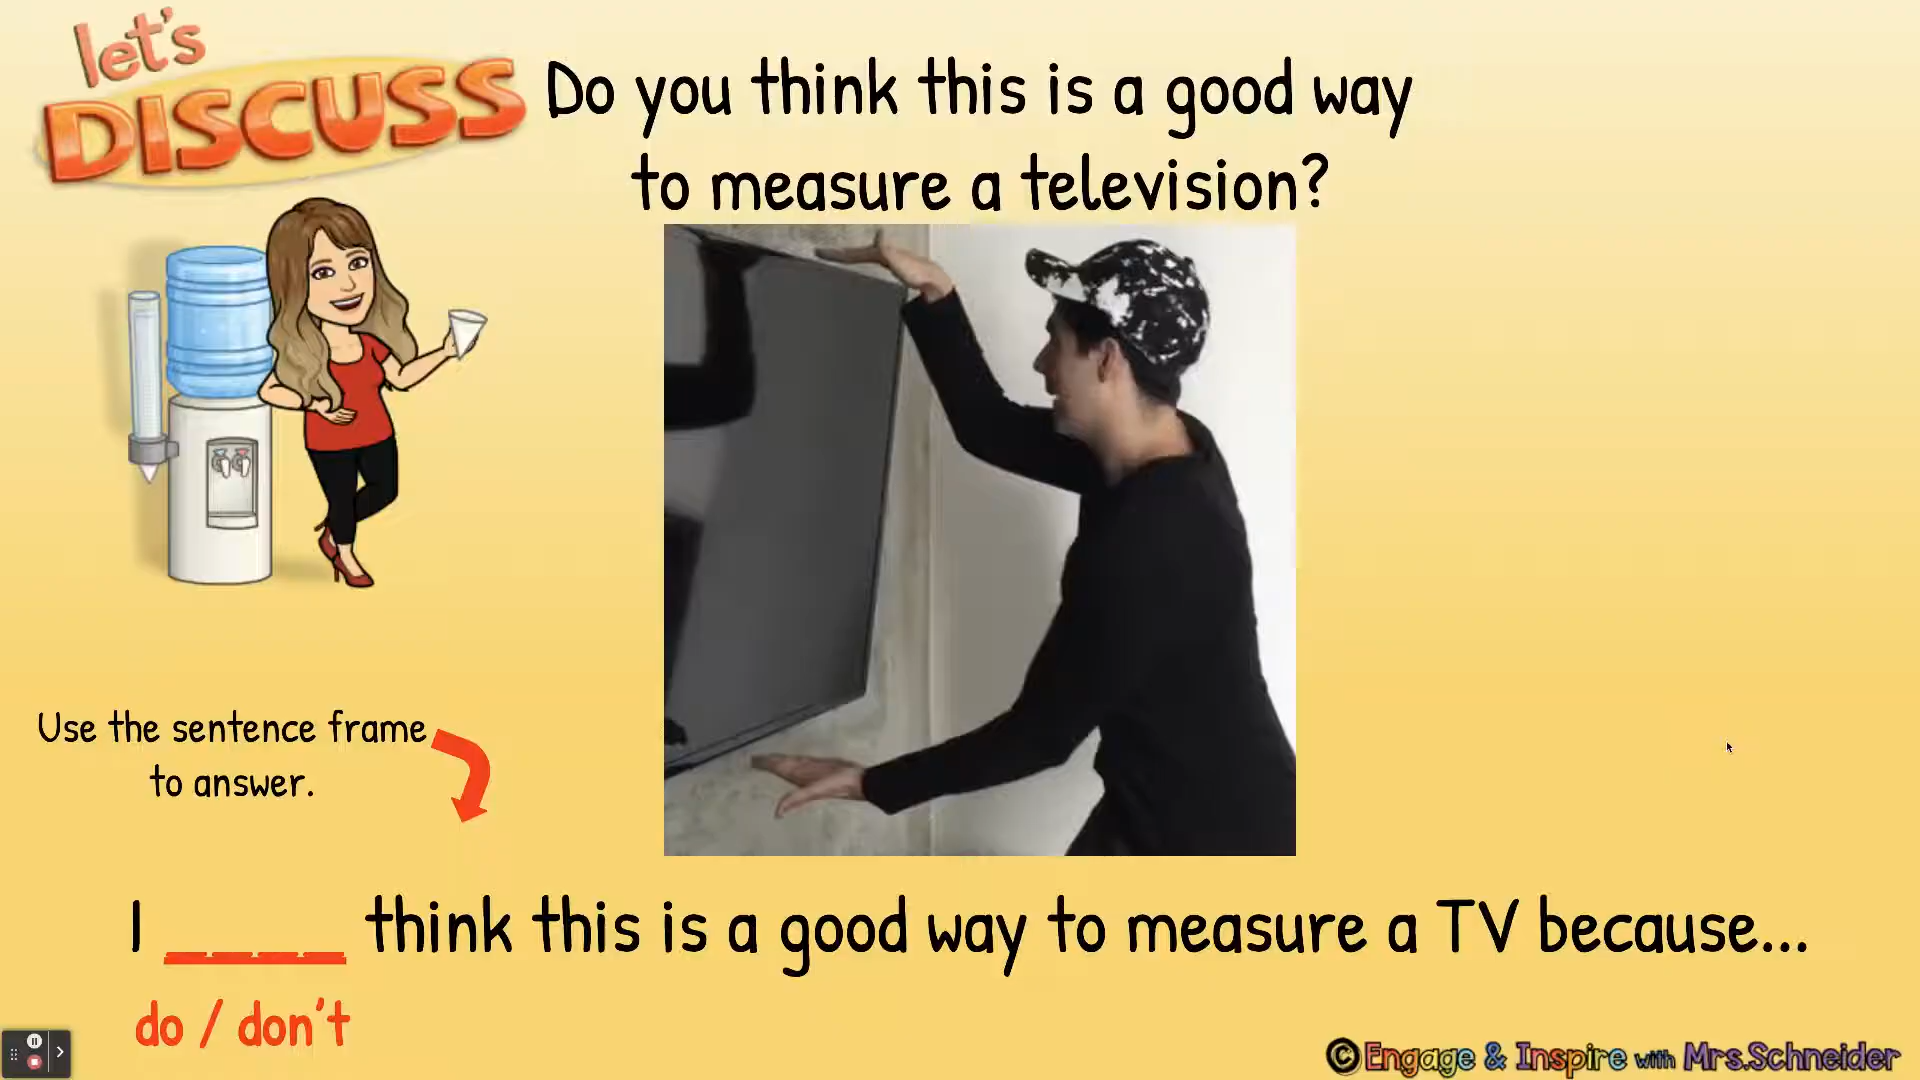 let's
DISCUSS
Do you think this is a good way
to measure a television?
Use the sentence frame
to answer.
I ____ think this is a good way to measure a TV because...
do / don't
©Engage & Inspire with Mrs.Schneider